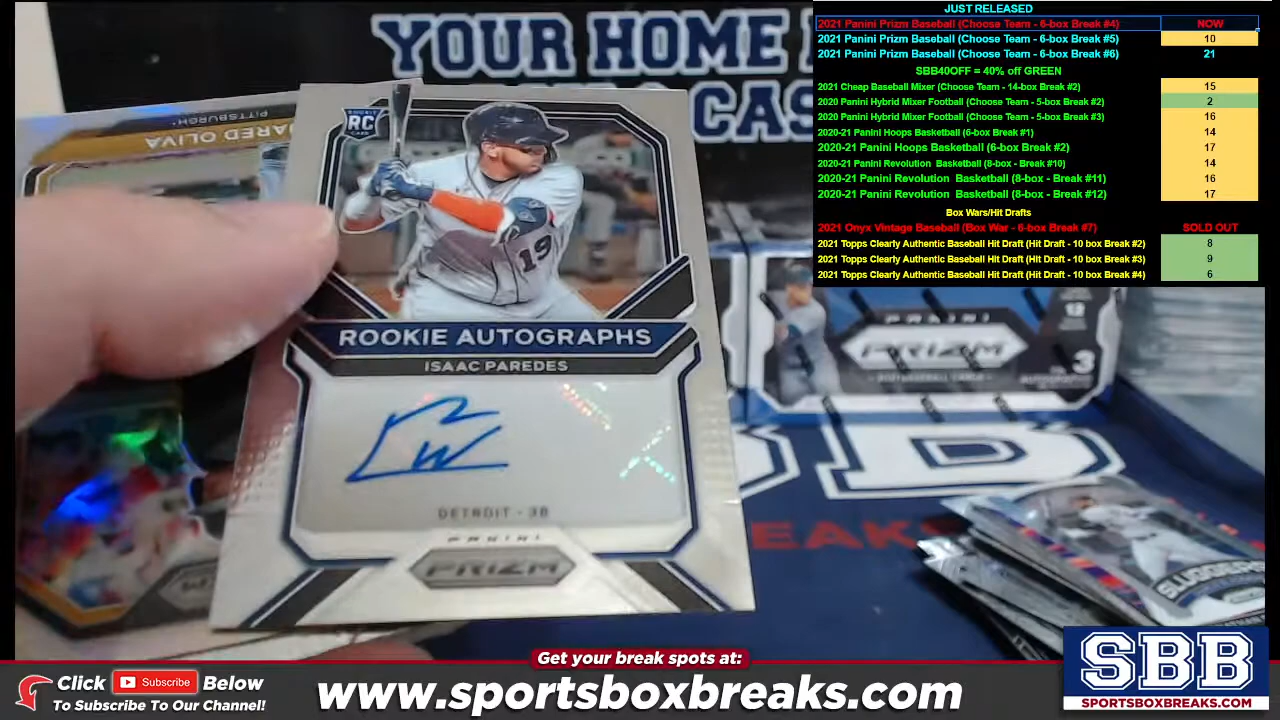 YOUR HOME
CAS
JUST RELEASED
2021 Panini Prizm Baseball (Choose Team - 6-box Break #4) NOW
2021 Panini Prizm Baseball (Choose Team - 6-box Break #5) 10
2021 Panini Prizm Baseball (Choose Team - 6-box Break #6) 21
SBB40OFF = 40% off GREEN
2021 Cheap Baseball Mixer (Choose Team - 14-box Break #2) 15
2020 Panini Hybrid Mixer Football (Choose Team - 5-box Break #2) 2
2020 Panini Hybrid Mixer Football (Choose Team - 5-box Break #3) 16
2020-21 Panini Hoops Basketball (6-box Break #1) 14
2020-21 Panini Hoops Basketball (6-box Break #2) 17
2020-21 Panini Revolution Basketball (8-box - Break #10) 14
2020-21 Panini Revolution Basketball (8-box - Break #11) 16
2020-21 Panini Revolution Basketball (8-box - Break #12) 17
Box Wars/Hit Drafts
2021 Onyx Vintage Baseball (Box War - 6-box Break #7) SOLD OUT
2021 Topps Clearly Authentic Baseball Hit Draft (Hit Draft - 10 box Break #2) 8
2021 Topps Clearly Authentic Baseball Hit Draft (Hit Draft - 10 box Break #3) 9
2021 Topps Clearly Authentic Baseball Hit Draft (Hit Draft - 10 box Break #4) 6
PITTSBURGH
JARED OLIVA
RC
19
ROOKIE AUTOGRAPHS
ISAAC PAREDES
DETROIT - 3B
PANINI
PRIZM
PANINI
PRIZM
12
3
EAK
SLUGGERS
Get your break spots at:
Click Subscribe Below
To Subscribe To Our Channel!
www.sportsboxbreaks.com
SBB
SPORTSBOXBREAKS.COM